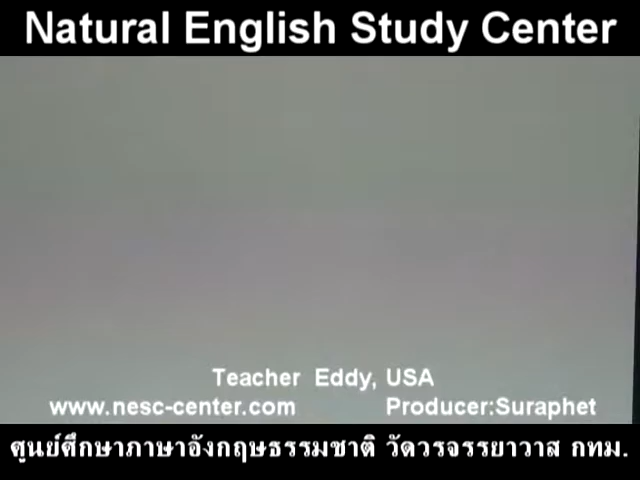 Natural English Study Center
Teacher Eddy, USA
www.nesc-center.com Producer:Suraphet
ศูนย์ศึกษาภาษาอังกฤษธรรมชาติ วัดวรจรรยาวาส กทม.